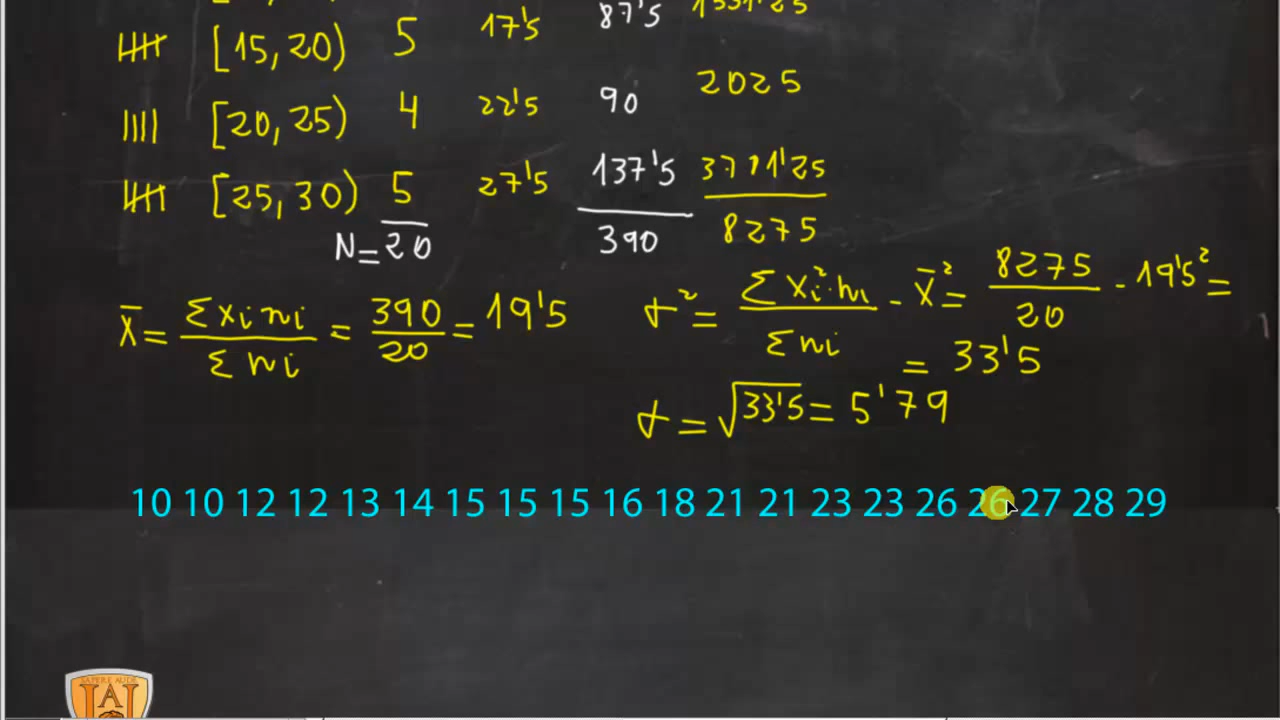 [15, 20) 5 17'5 87'5
[20, 25) 4 22'5 90 2025
[25, 30) 5 27'5 137'5 3781'25
N=20 390 8275
x̄ = Σxini / Σni = 390/20 = 19'5
σ² = Σxi²·ni / Σni - x̄² = 8275/20 - 19'5² =
= 33'5
σ = √33'5 = 5'79
10 10 12 12 13 14 15 15 15 16 18 21 21 23 23 26 26 27 28 29
SAPERE AUDE